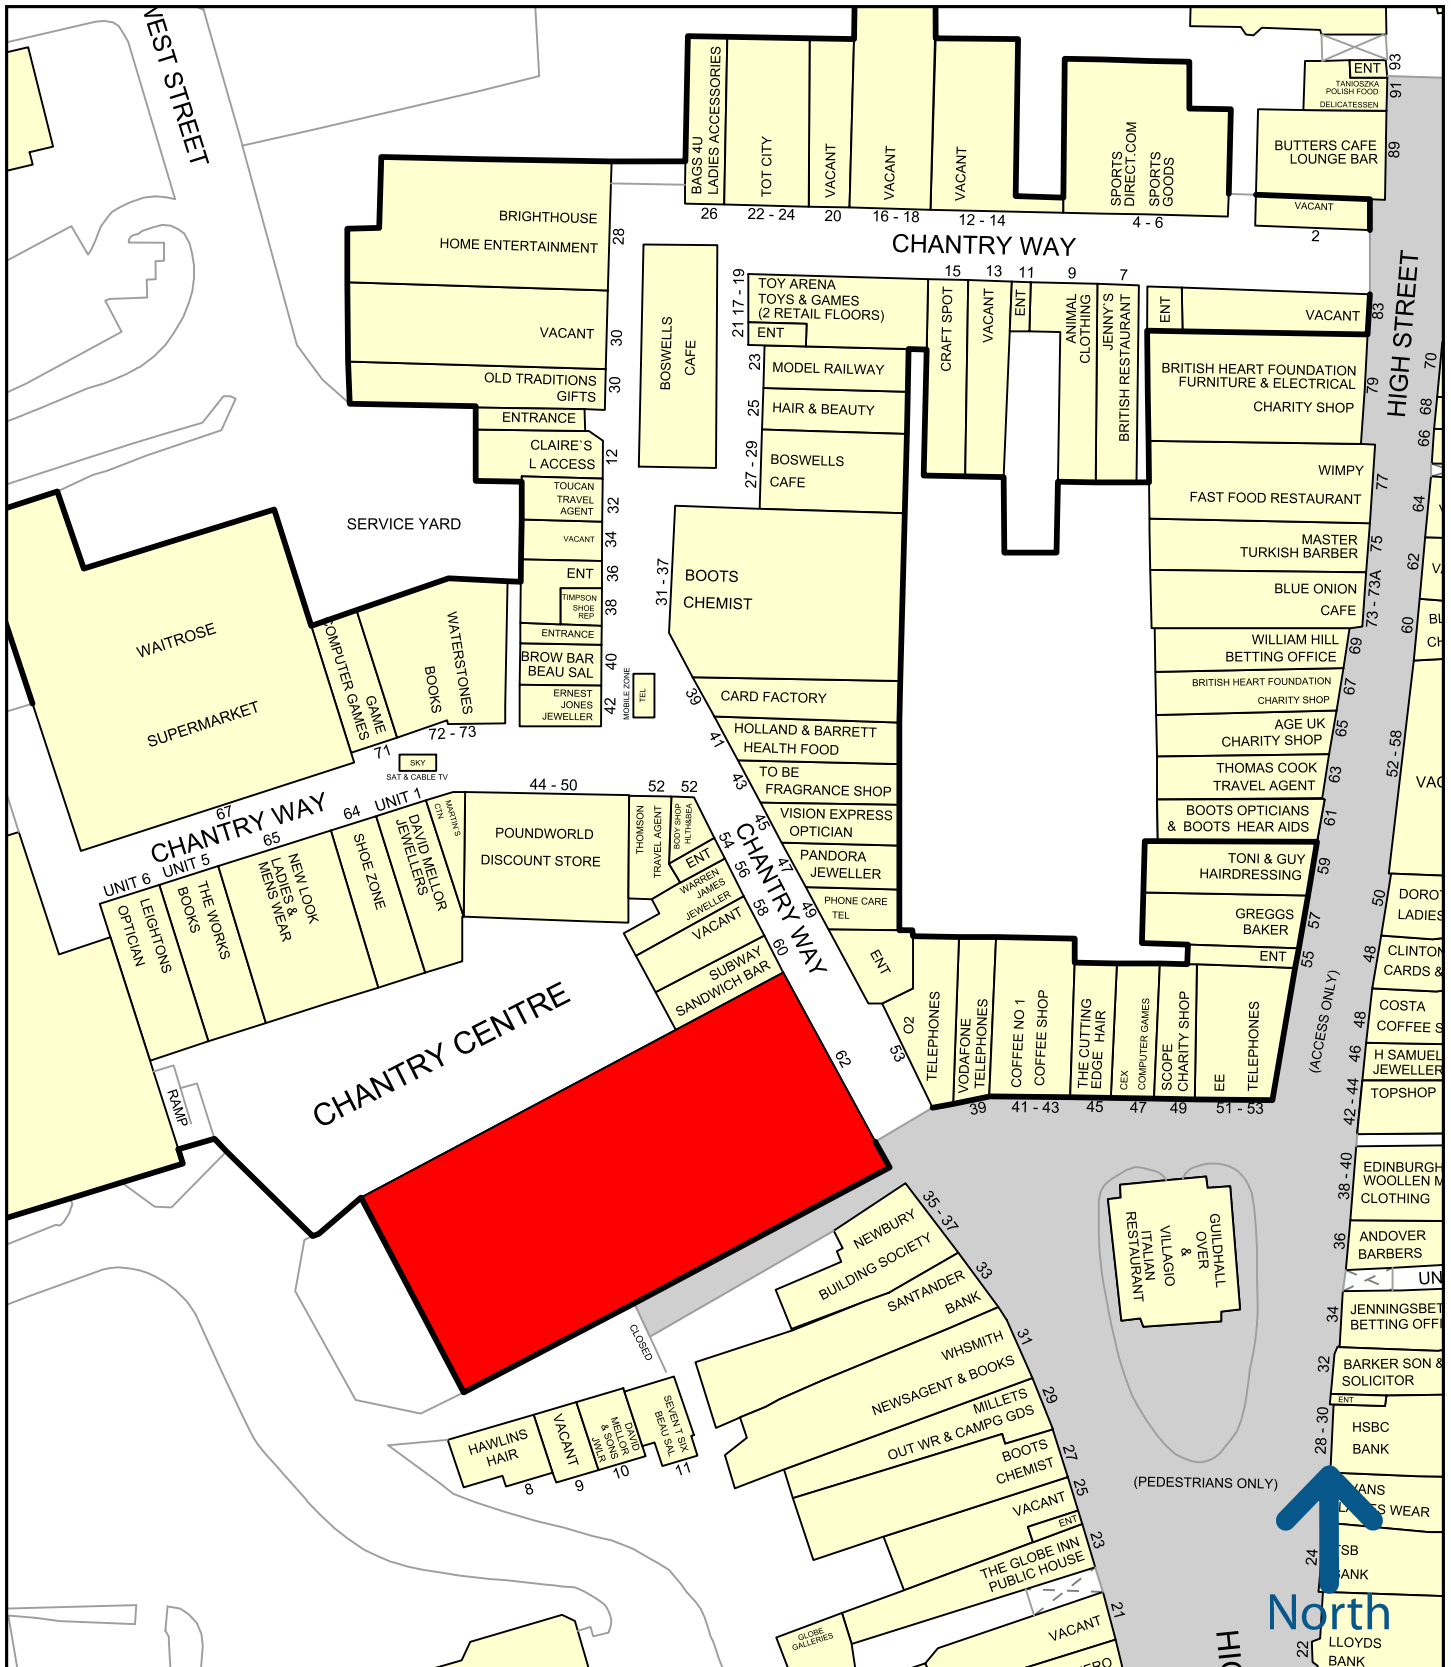 WEST STREET
BAGS 4U
LADIES ACCESSORIES
26
TOT CITY
22 - 24
VACANT
20
VACANT
16 - 18
VACANT
12 - 14
SPORTS
DIRECT.COM
SPORTS
GOODS
4 - 6
ENT
93
TANIOSZKA
POLISH FOOD
DELICATESSEN
91
BUTTERS CAFE
LOUNGE BAR
89
VACANT
2
CHANTRY WAY
BRIGHTHOUSE
HOME ENTERTAINMENT
28
VACANT
30
OLD TRADITIONS
GIFTS
30
ENTRANCE
CLAIRE`S
L ACCESS
12
TOUCAN
TRAVEL
AGENT
32
VACANT
34
ENT
36
TIMPSON
SHOE
REP
38
ENTRANCE
BROW BAR
BEAU SAL
40
ERNEST
JONES
JEWELLER
42
MOBILE ZONE
TEL
BOSWELLS
CAFE
17 - 19
TOY ARENA
TOYS & GAMES
(2 RETAIL FLOORS)
21
ENT
23
MODEL RAILWAY
25
HAIR & BEAUTY
27 - 29
BOSWELLS
CAFE
15
CRAFT SPOT
13
VACANT
11
ENT
9
ANIMAL
CLOTHING
7
JENNY`S
BRITISH RESTAURANT
ENT
VACANT
83
HIGH STREET
BRITISH HEART FOUNDATION
FURNITURE & ELECTRICAL
CHARITY SHOP
79
WIMPY
FAST FOOD RESTAURANT
77
MASTER
TURKISH BARBER
75
BLUE ONION
CAFE
73 - 73A
WILLIAM HILL
BETTING OFFICE
69
BRITISH HEART FOUNDATION
CHARITY SHOP
67
AGE UK
CHARITY SHOP
65
THOMAS COOK
TRAVEL AGENT
63
BOOTS OPTICIANS
& BOOTS HEAR AIDS
61
TONI & GUY
HAIRDRESSING
59
GREGGS
BAKER
57
ENT
55
70
68
66
64
62
60
52 - 58
VAC
50
DOROT
LADIES
48
CLINTON
CARDS &
48
COSTA
COFFEE S
46
H SAMUEL
JEWELLER
42 - 44
TOPSHOP
38 - 40
EDINBURGH
WOOLLEN M
CLOTHING
36
ANDOVER
BARBERS
UN
34
JENNINGSBET
BETTING OFFI
32
BARKER SON &
SOLICITOR
ENT
28 - 30
HSBC
BANK
VANS
WEAR
24
TSB
BANK
22
LLOYDS
BANK
North
SERVICE YARD
WAITROSE
SUPERMARKET
67
COMPUTER GAMES
GAME
71
WATERSTONES
BOOKS
72 - 73
SKY
SAT & CABLE TV
31 - 37
BOOTS
CHEMIST
39
CARD FACTORY
41
HOLLAND & BARRETT
HEALTH FOOD
43
TO BE
FRAGRANCE SHOP
45
VISION EXPRESS
OPTICIAN
47
PANDORA
JEWELLER
49
PHONE CARE
TEL
ENT
CHANTRY WAY
UNIT 6
LEIGHTONS
OPTICIAN
UNIT 5
THE WORKS
BOOKS
65
NEW LOOK
LADIES &
MENS WEAR
64
SHOE ZONE
UNIT 1
DAVID MELLOR
JEWELLERS
MARTIN'S
CTN
44 - 50
POUNDWORLD
DISCOUNT STORE
52
THOMSON
TRAVEL AGENT
52
BODY SHOP
HLTH&BEA
54
ENT
56
WARREN
JAMES
JEWELLER
58
VACANT
60
SUBWAY
SANDWICH BAR
CHANTRY WAY
62
53
O2
TELEPHONES
VODAFONE
TELEPHONES
39
COFFEE NO 1
COFFEE SHOP
41 - 43
THE CUTTING
EDGE HAIR
45
CEX
COMPUTER GAMES
47
SCOPE
CHARITY SHOP
49
EE
TELEPHONES
51 - 53
(ACCESS ONLY)
CHANTRY CENTRE
RAMP
CLOSED
HAWLINS
HAIR
8
VACANT
9
DAVID
MELLOR
& SONS
JWLR
10
SEVEN T SIX
BEAU SAL
11
35 - 37
NEWBURY
BUILDING SOCIETY
33
SANTANDER
BANK
31
WHSMITH
NEWSAGENT & BOOKS
29
MILLETS
OUT WR & CAMPG GDS
27
BOOTS
CHEMIST
25
VACANT
ENT
23
THE GLOBE INN
PUBLIC HOUSE
21
VACANT
GLOBE
GALLERIES
GUILDHALL
OVER
&
VILLAGIO
ITALIAN
RESTAURANT
(PEDESTRIANS ONLY)